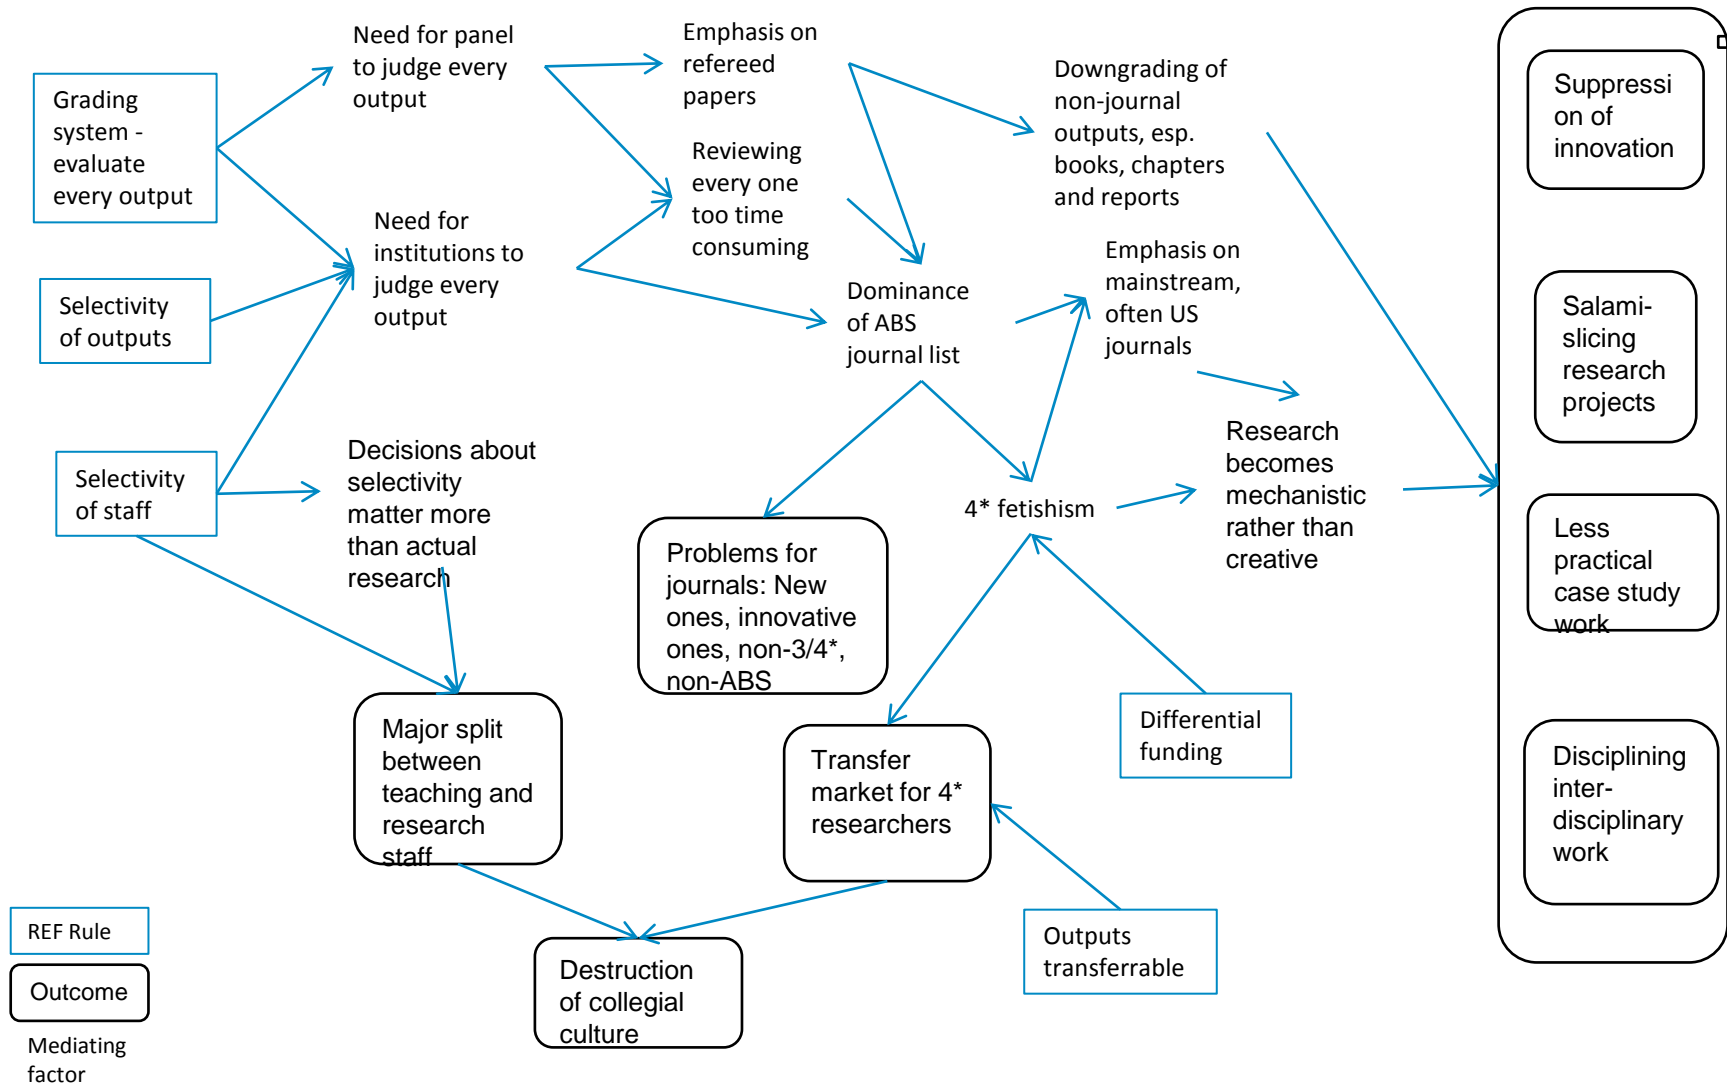 Grading
system -
evaluate
every output
Selectivity
of outputs
Selectivity
of staff
Need for panel
to judge every
output
Need for
institutions to
judge every
output
Decisions about
selectivity
matter more
than actual
research
Emphasis on
refereed
papers
Reviewing
every one
too time
consuming
Dominance
of ABS
journal list
Downgrading of
non-journal
outputs, esp.
books, chapters
and reports
Emphasis on
mainstream,
often US
journals
4* fetishism
Research
becomes
mechanistic
rather than
creative
Problems for
journals: New
ones, innovative
ones, non-3/4*,
non-ABS
Major split
between
teaching and
research
staff
Transfer
market for 4*
researchers
Differential
funding
Outputs
transferrable
Destruction
of collegial
culture
Suppressi
on of
innovation
Salami-
slicing
research
projects
Less
practical
case study
work
Disciplining
inter-
disciplinary
work
REF Rule
Outcome
Mediating
factor